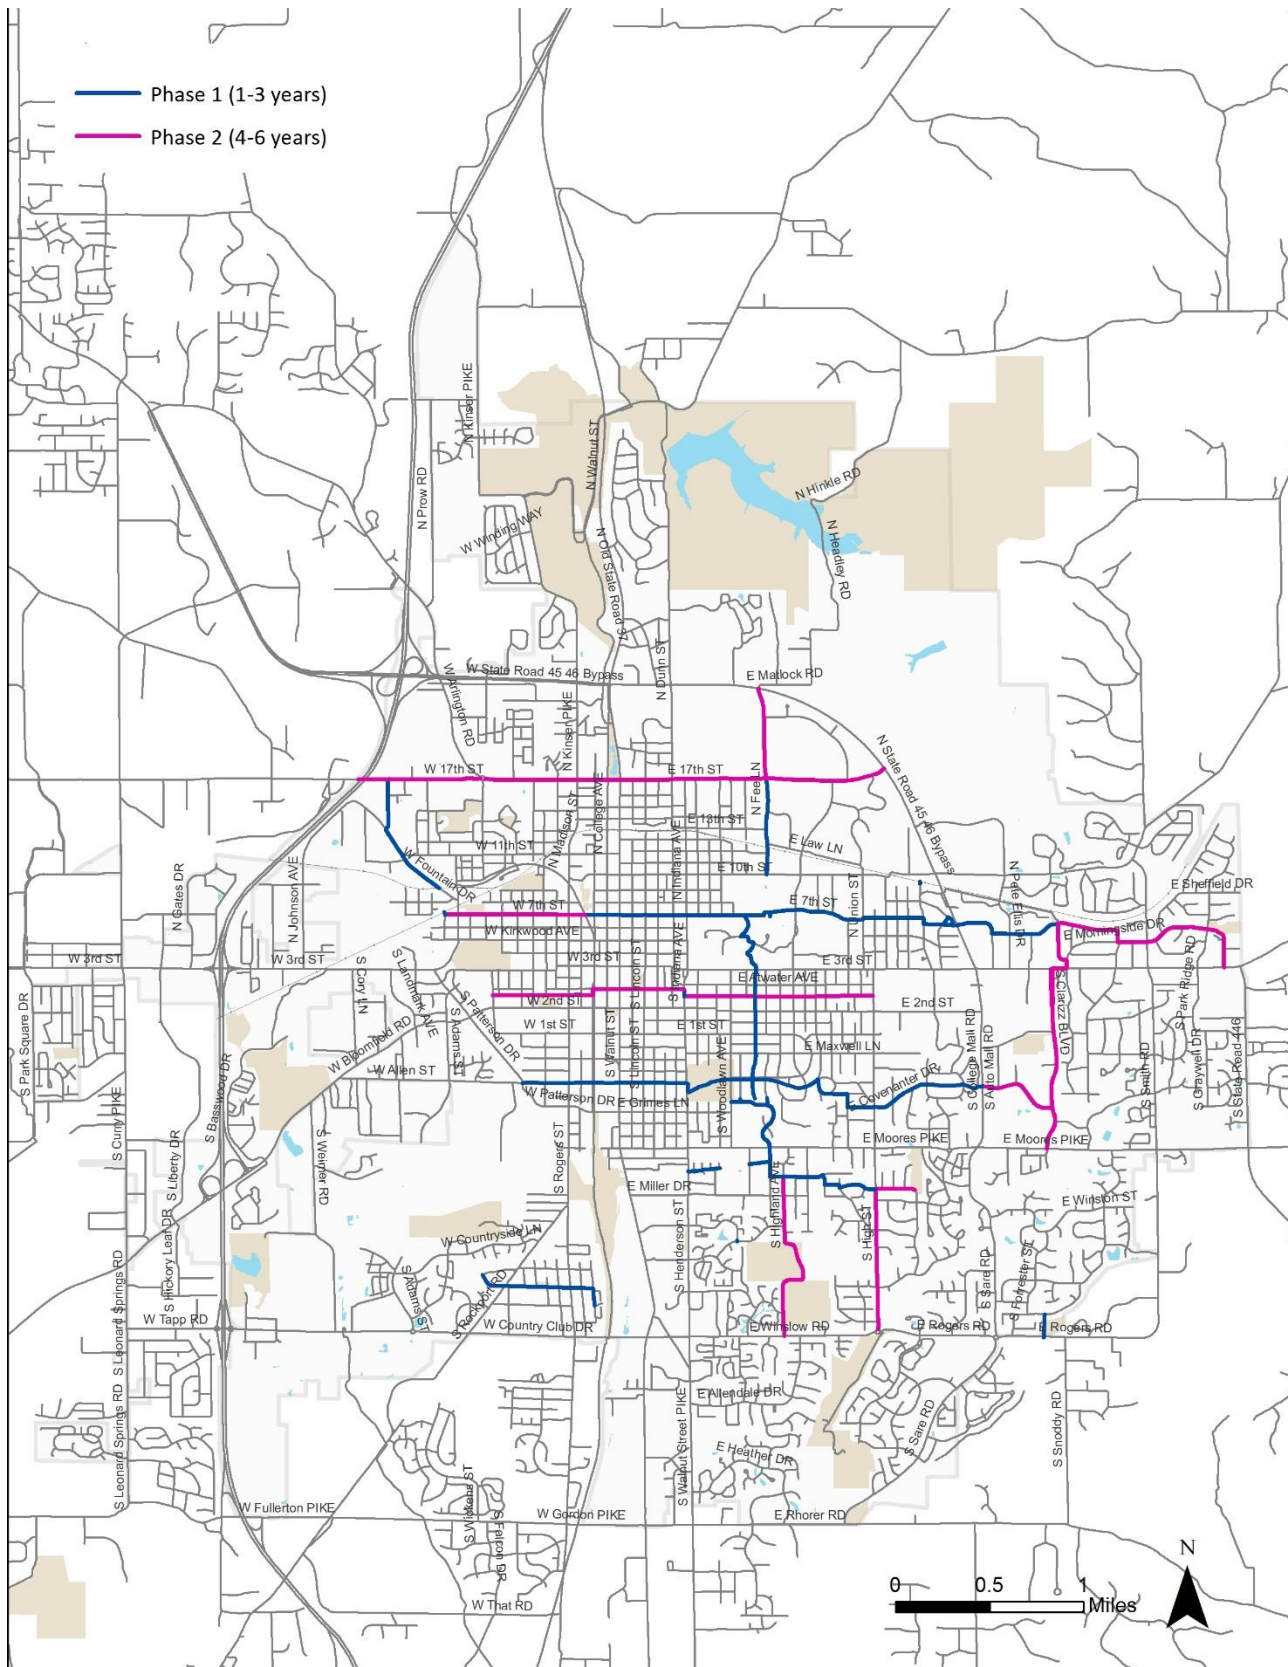 Phase 1 (1-3 years)
Phase 2 (4-6 years)
N Kinser PIKE
N Walnut ST
N Prow RD
N Hinkle RD
W Winding WAY
N Headley RD
N Old State Road 37
W State Road 45 46 Bypass
N Dunn ST
E Matlock RD
W Arlington RD
N Kinser PIKE
W 17th ST
E 17th ST
N Fee LN
N State Road 45 46 Bypass
N College AVE
N Madison ST
E 13th ST
W 11th ST
E Law LN
N Indiana AVE
E 10th ST
W Fountain DR
N Gates DR
N Johnson AVE
N Union ST
N Pete Ellis DR
E Sheffield DR
W 7th ST
E 7th ST
W Kirkwood AVE
E Morningside DR
W 3rd ST
W 3rd ST
W 3rd ST
E 3rd ST
S Indiana AVE
S Lincoln ST
E Atwater AVE
S Cory LN
S Landmark AVE
S Patterson DR
W 2nd ST
E 2nd ST
S Clarizz BLVD
S Park Ridge RD
W 1st ST
E 1st ST
S Adams ST
S Walnut ST
S Lincoln ST
S Woodlawn AVE
E Maxwell LN
S College Mall RD
S Auto Mall RD
S Park Square DR
W Bloomfield RD
W Allen ST
S Basswood DR
W Patterson DR
E Grimes LN
E Covenanter DR
S Smith RD
S Graywell DR
S State Road 446
S Curry PIKE
S Liberty DR
S Weimer RD
S Rogers ST
E Moores PIKE
E Moores PIKE
E Miller DR
S Highland AVE
E Winston ST
S Henderson ST
S High ST
W Countryside LN
S Hickory Leaf DR
S Leonard Springs RD
S Adams ST
S Rockport RD
S Sare RD
S Forrester ST
W Tapp RD
W Country Club DR
E Winslow RD
E Rogers RD
E Rogers RD
S Leonard Springs RD
E Allendale DR
S Sare RD
S Snoddy RD
S Walnut Street PIKE
E Heather DR
W Fullerton PIKE
S Wickens ST
W Gordon PIKE
E Rhorer RD
S Falcon DR
W That RD
N
0 0.5 1
Miles